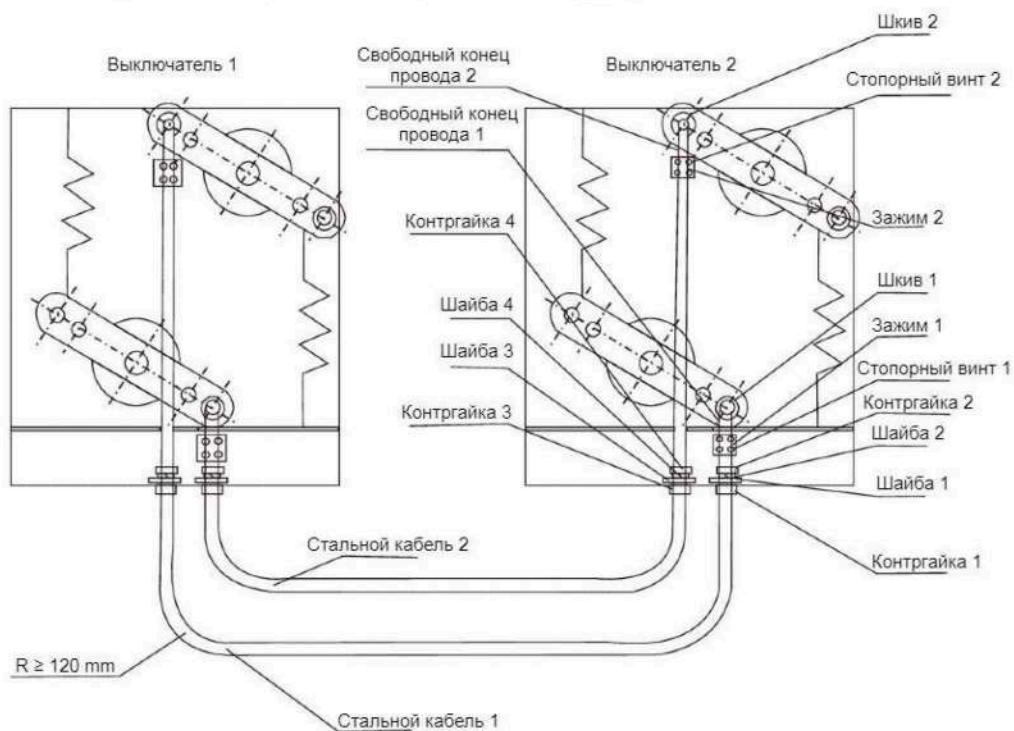 Шкив 2
Выключатель 1
Свободный конец
провода 2
Выключатель 2
Стопорный винт 2
Свободный конец
провода 1
Контргайка 4
Зажим 2
Шкив 1
Шайба 4
Зажим 1
Шайба 3
Стопорный винт 1
Контргайка 3
Контргайка 2
Шайба 2
Шайба 1
Стальной кабель 2
Контргайка 1
R ≥ 120 mm
Стальной кабель 1